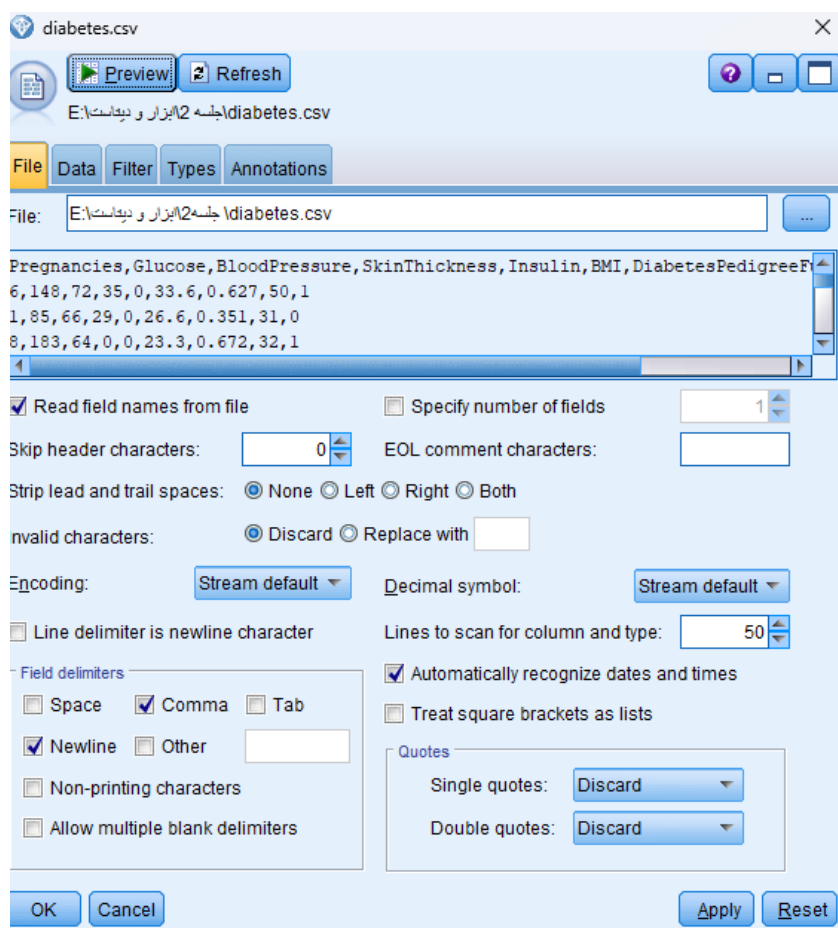 diabetes.csv
Preview Refresh
E:\جلسه 2\ابزار و دیتاست\diabetes.csv
File Data Filter Types Annotations
File: E:\جلسه2\ابزار و دیتاست\diabetes.csv ...
Pregnancies,Glucose,BloodPressure,SkinThickness,Insulin,BMI,DiabetesPedigreeF
6,148,72,35,0,33.6,0.627,50,1
1,85,66,29,0,26.6,0.351,31,0
8,183,64,0,0,23.3,0.672,32,1
Read field names from file Specify number of fields 1
Skip header characters: 0 EOL comment characters:
Strip lead and trail spaces: None Left Right Both
Invalid characters: Discard Replace with
Encoding: Stream default Decimal symbol: Stream default
Line delimiter is newline character Lines to scan for column and type: 50
Field delimiters Automatically recognize dates and times
Space Comma Tab Treat square brackets as lists
Newline Other Quotes
Non-printing characters Single quotes: Discard
Allow multiple blank delimiters Double quotes: Discard
OK Cancel Apply Reset